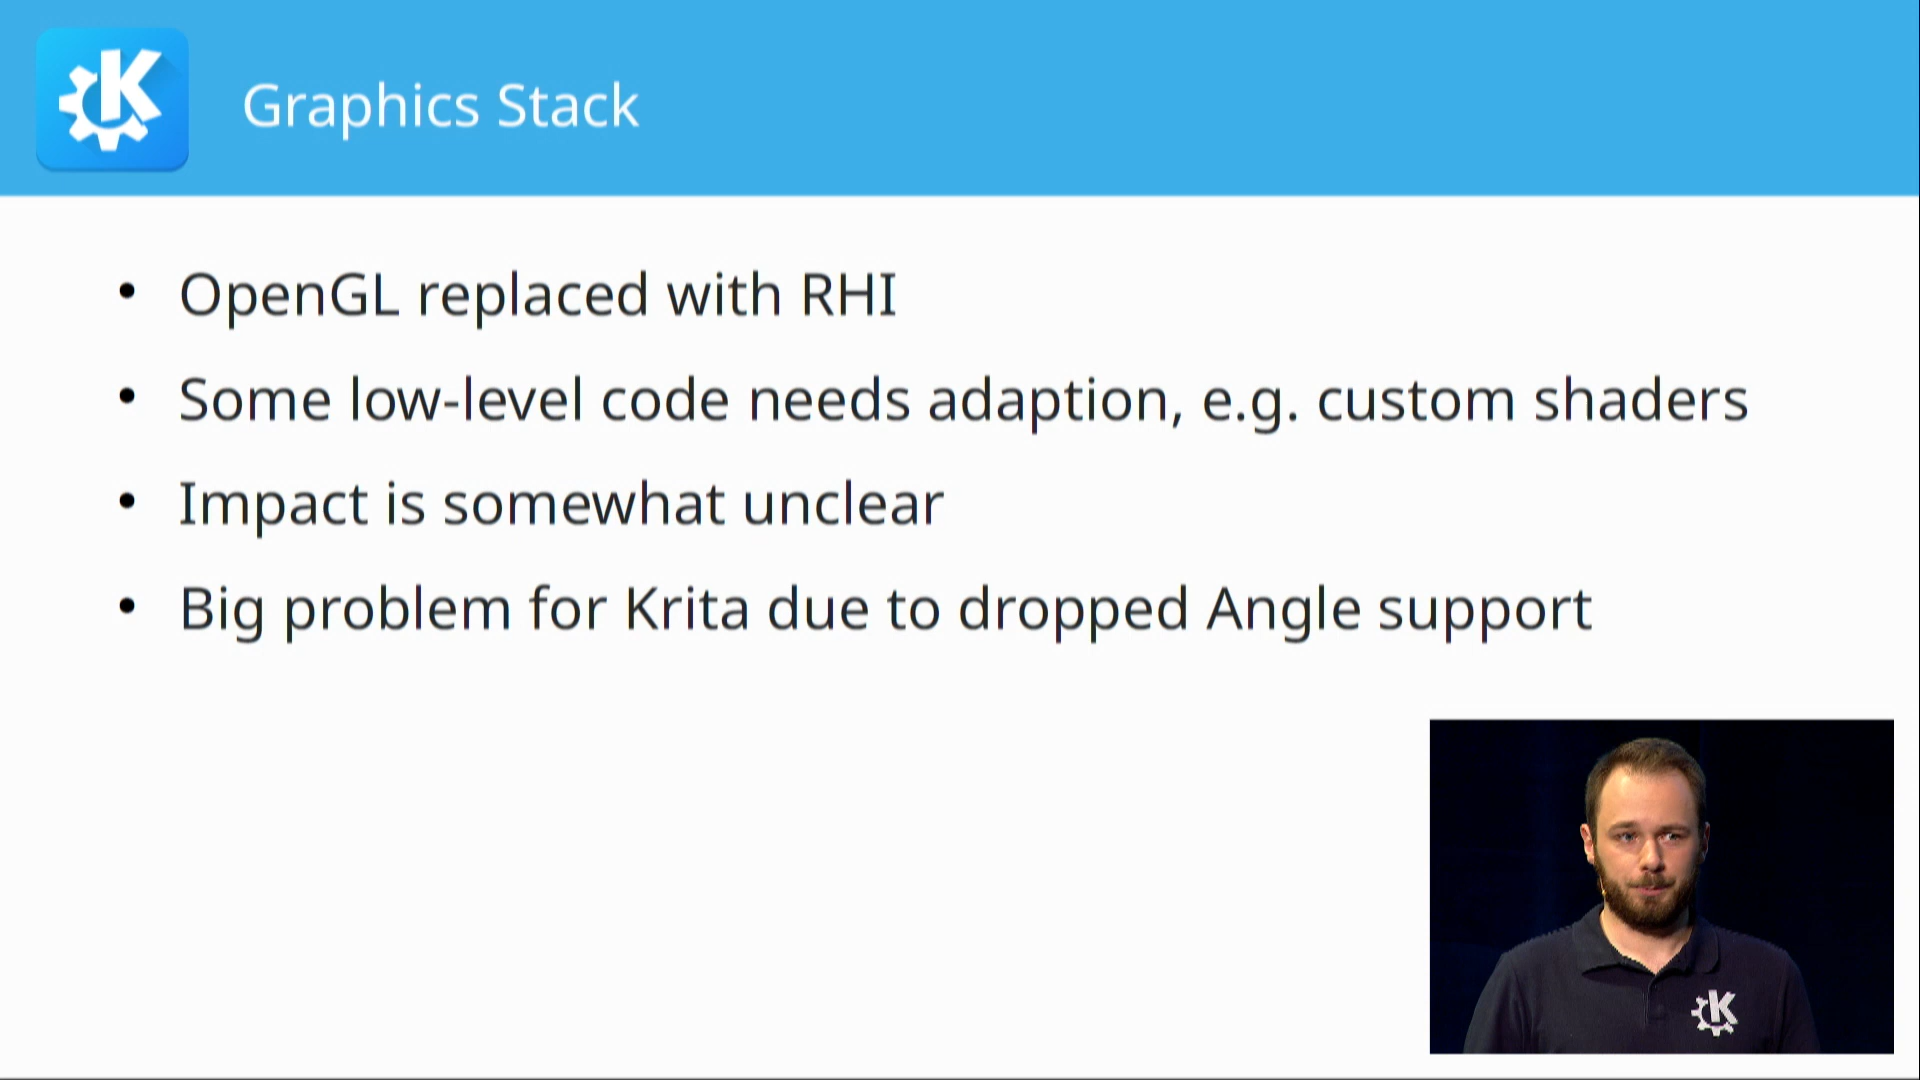 Graphics Stack
• OpenGL replaced with RHI
• Some low-level code needs adaption, e.g. custom shaders
• Impact is somewhat unclear
• Big problem for Krita due to dropped Angle support